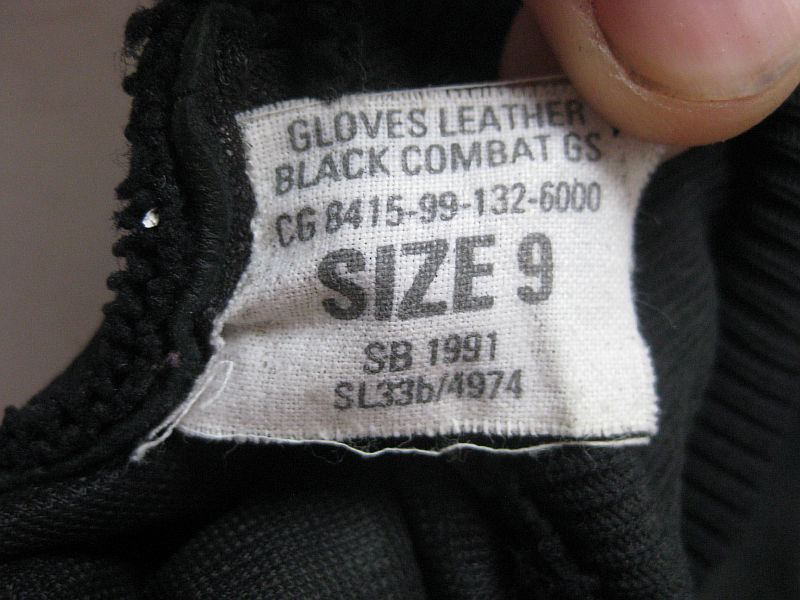 GLOVES LEATHER
BLACK COMBAT GS
CG 8415-99-132-6000
SIZE 9
SB 1991
SL33b/4974